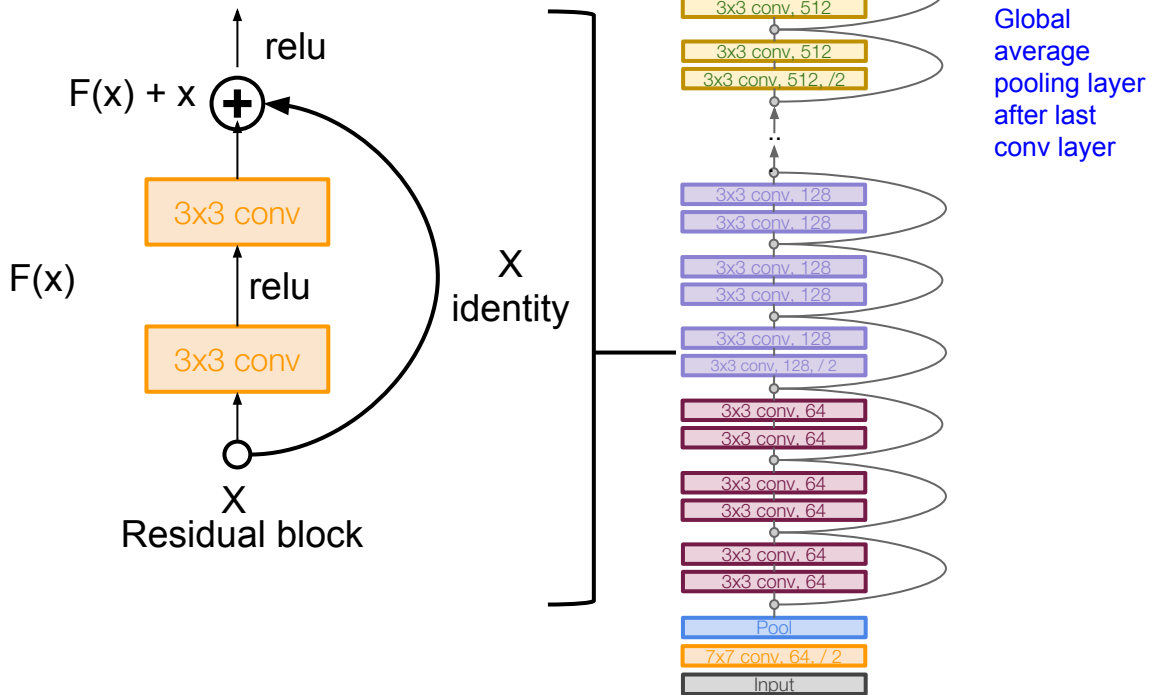 relu
F(x) + x
3x3 conv
F(x)
relu
X
identity
3x3 conv
X
Residual block
3x3 conv, 512
3x3 conv, 512
3x3 conv, 512, /2
..
3x3 conv, 128
3x3 conv, 128
3x3 conv, 128
3x3 conv, 128
3x3 conv, 128
3x3 conv, 128, / 2
3x3 conv, 64
3x3 conv, 64
3x3 conv, 64
3x3 conv, 64
3x3 conv, 64
3x3 conv, 64
Pool
7x7 conv, 64, / 2
Input
Global
average
pooling layer
after last
conv layer